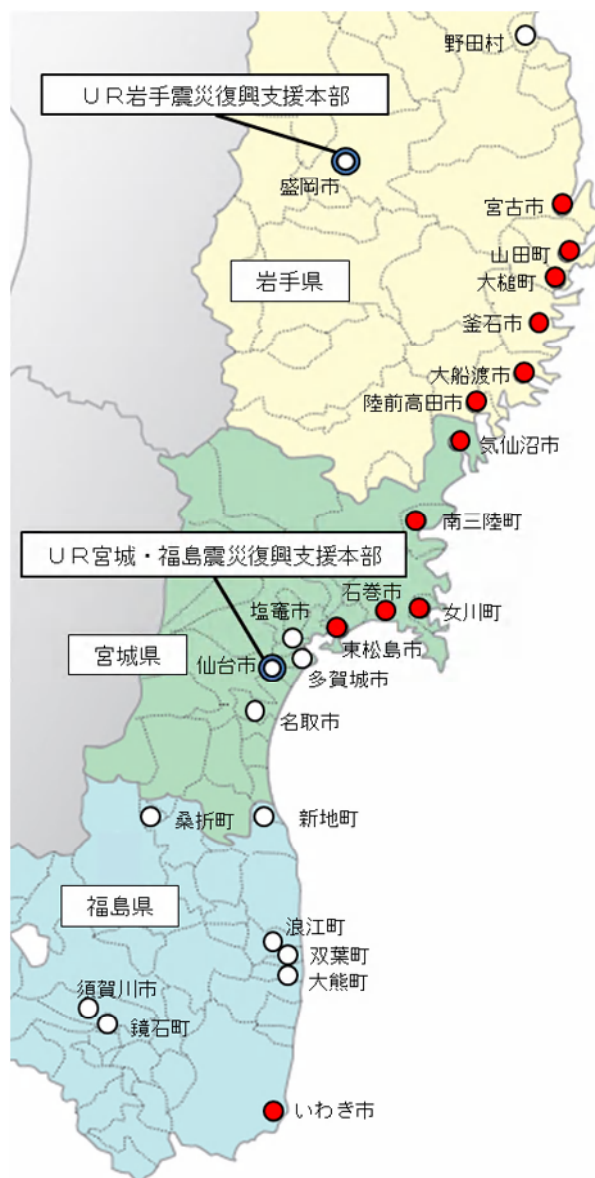 野田村
UR岩手震災復興支援本部
盛岡市
宮古市
山田町
岩手県
大槌町
釜石市
大船渡市
陸前高田市
気仙沼市
南三陸町
UR宮城・福島震災復興支援本部
石巻市
塩竈市
女川町
宮城県
仙台市
東松島市
多賀城市
名取市
桑折町
新地町
福島県
浪江町
双葉町
大熊町
須賀川市
鏡石町
いわき市